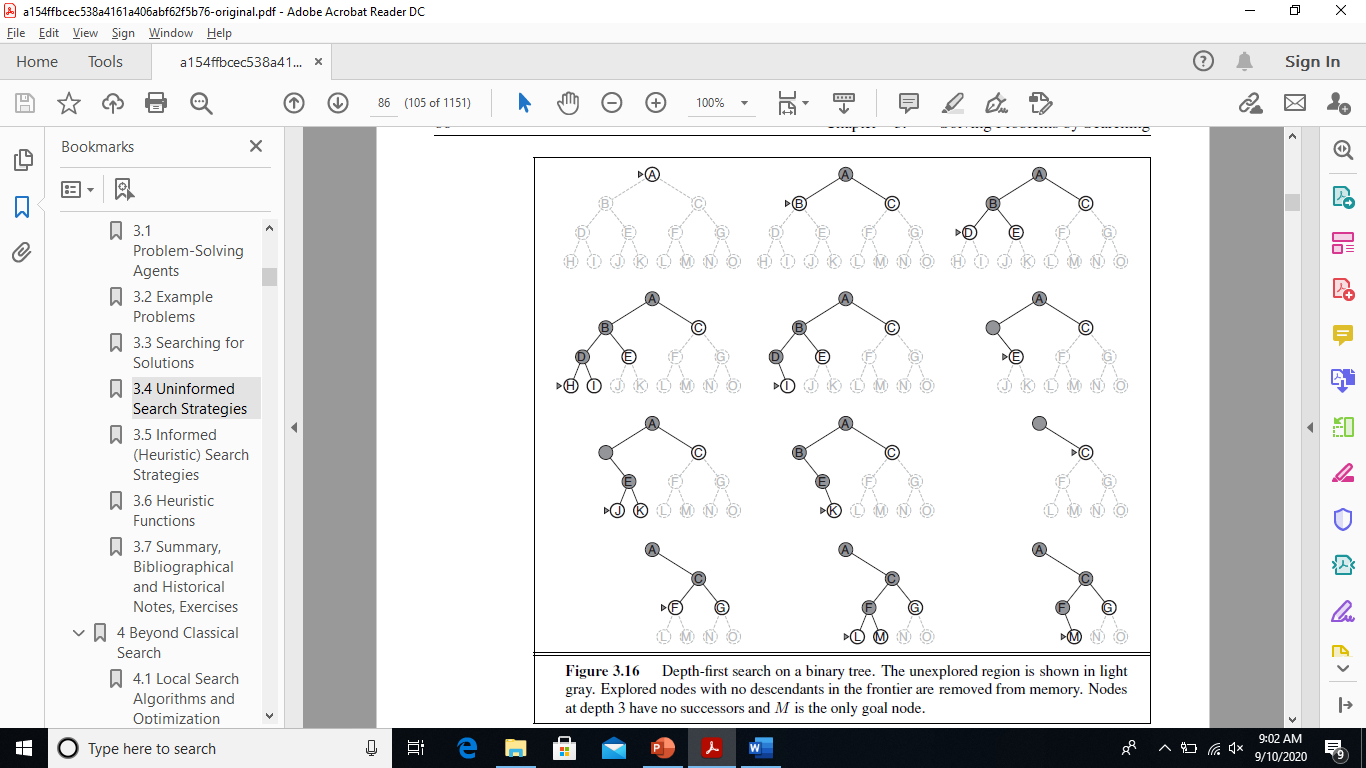 a154ffbcec538a4161a406abf62f5b76-original.pdf - Adobe Acrobat Reader DC
File Edit View Sign Window Help
Home Tools a154ffbcec538a41... × Sign In
86 (105 of 1151) 100%
Bookmarks
3.1
Problem-Solving
Agents
3.2 Example
Problems
3.3 Searching for
Solutions
3.4 Uninformed
Search Strategies
3.5 Informed
(Heuristic) Search
Strategies
3.6 Heuristic
Functions
3.7 Summary,
Bibliographical
and Historical
Notes, Exercises
4 Beyond Classical
Search
4.1 Local Search
Algorithms and
Optimization
Chapter 3. Solving Problems by Searching
A A A
B C B C B C
D E F G D E F G D E F G
H I J K L M N O H I J K L M N O H I J K L M N O
A A A
B C B C C
D E F G D E F G E F G
H I J K L M N O I J K L M N O J K L M N O
A A
C B C C
E F G E F G F G
J K L M N O K L M N O L M N O
A A A
C C C
F G F G F G
L M N O L M N O M N O
Figure 3.16 Depth-first search on a binary tree. The unexplored region is shown in light
gray. Explored nodes with no descendants in the frontier are removed from memory. Nodes
at depth 3 have no successors and M is the only goal node.
Type here to search
9:02 AM
9/10/2020
9